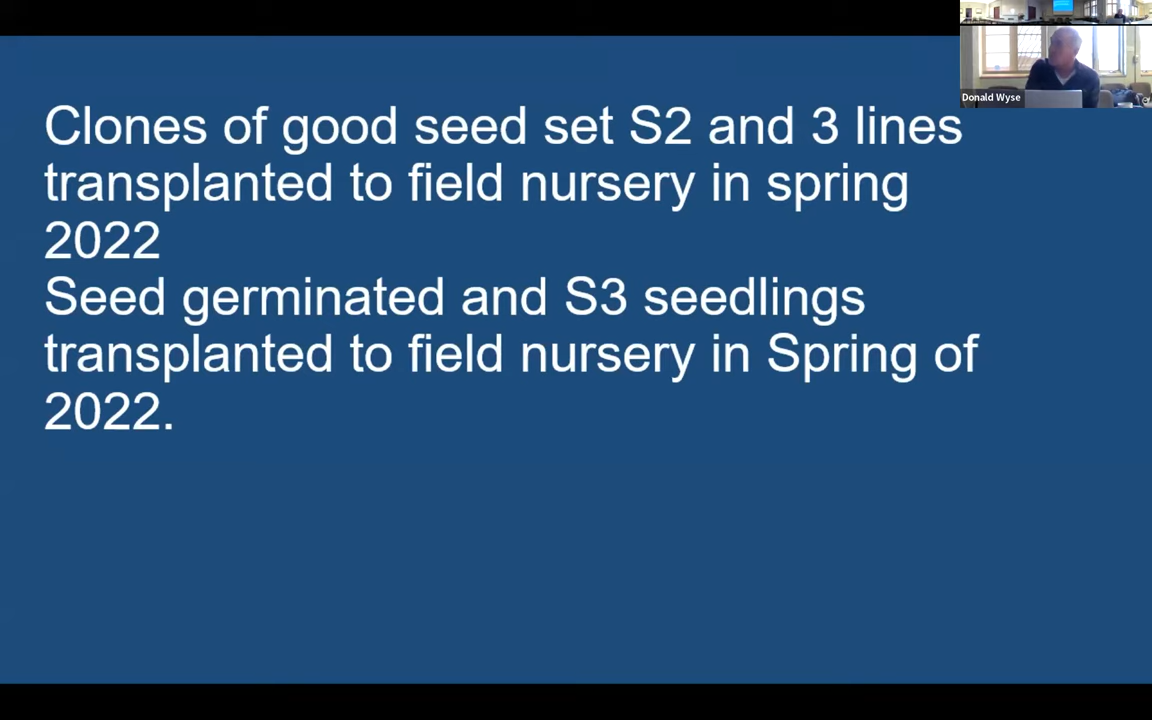 Clones of good seed set S2 and 3 lines
transplanted to field nursery in spring
2022
Seed germinated and S3 seedlings
transplanted to field nursery in Spring of
2022.
Donald Wyse